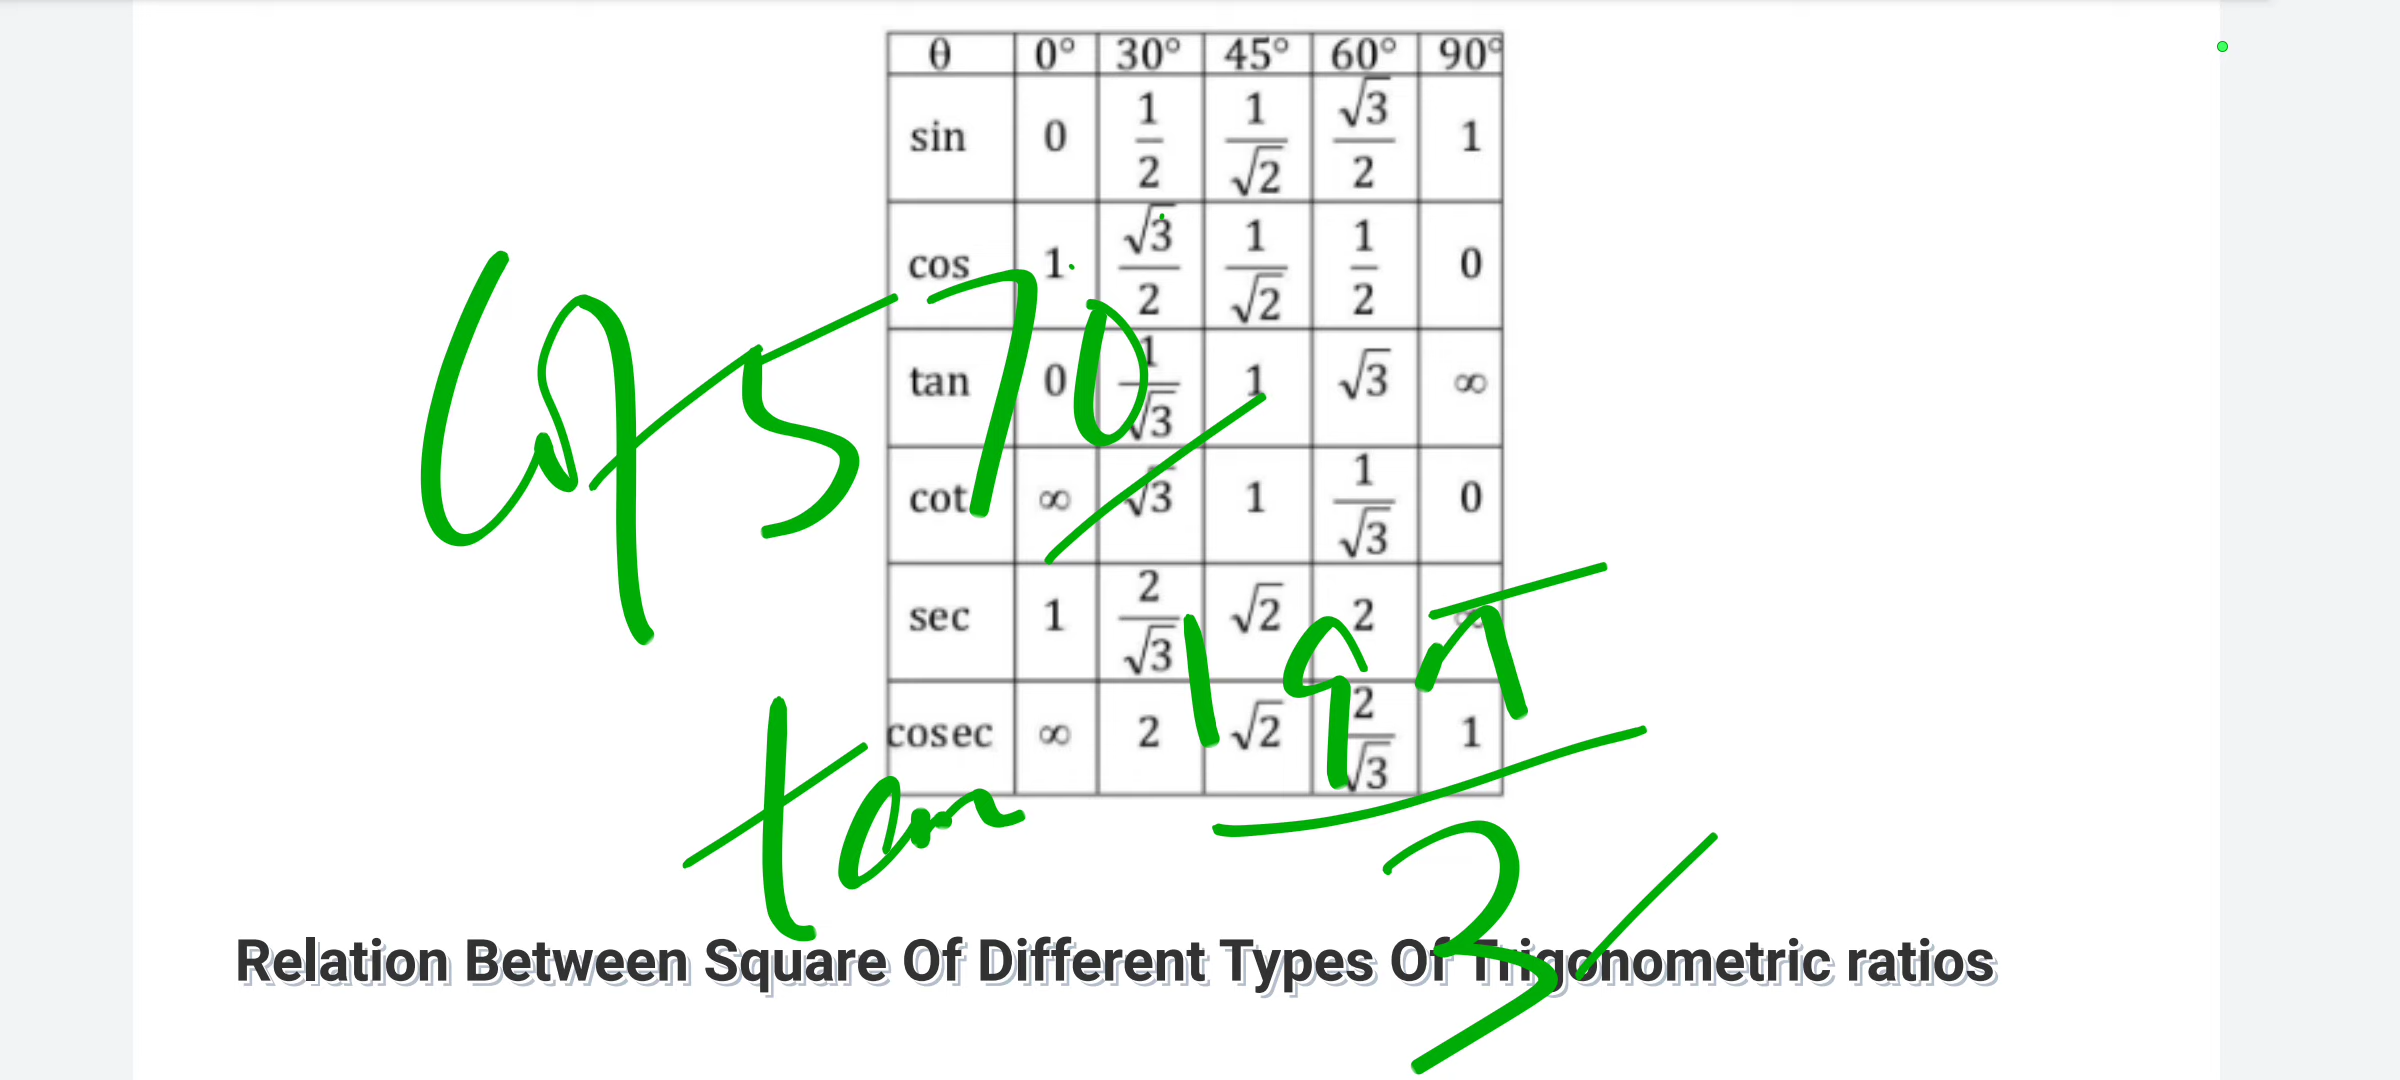 θ 0° 30° 45° 60° 90°
sin 0 1/2 1/√2 √3/2 1
cos 1 √3/2 1/√2 1/2 0
tan 0 1/√3 1 √3 ∞
cot ∞ √3 1 1/√3 0
sec 1 2/√3 √2 2 ∞
cosec ∞ 2 √2 2/√3 1
570
tan 19π/3
Relation Between Square Of Different Types Of Trigonometric ratios